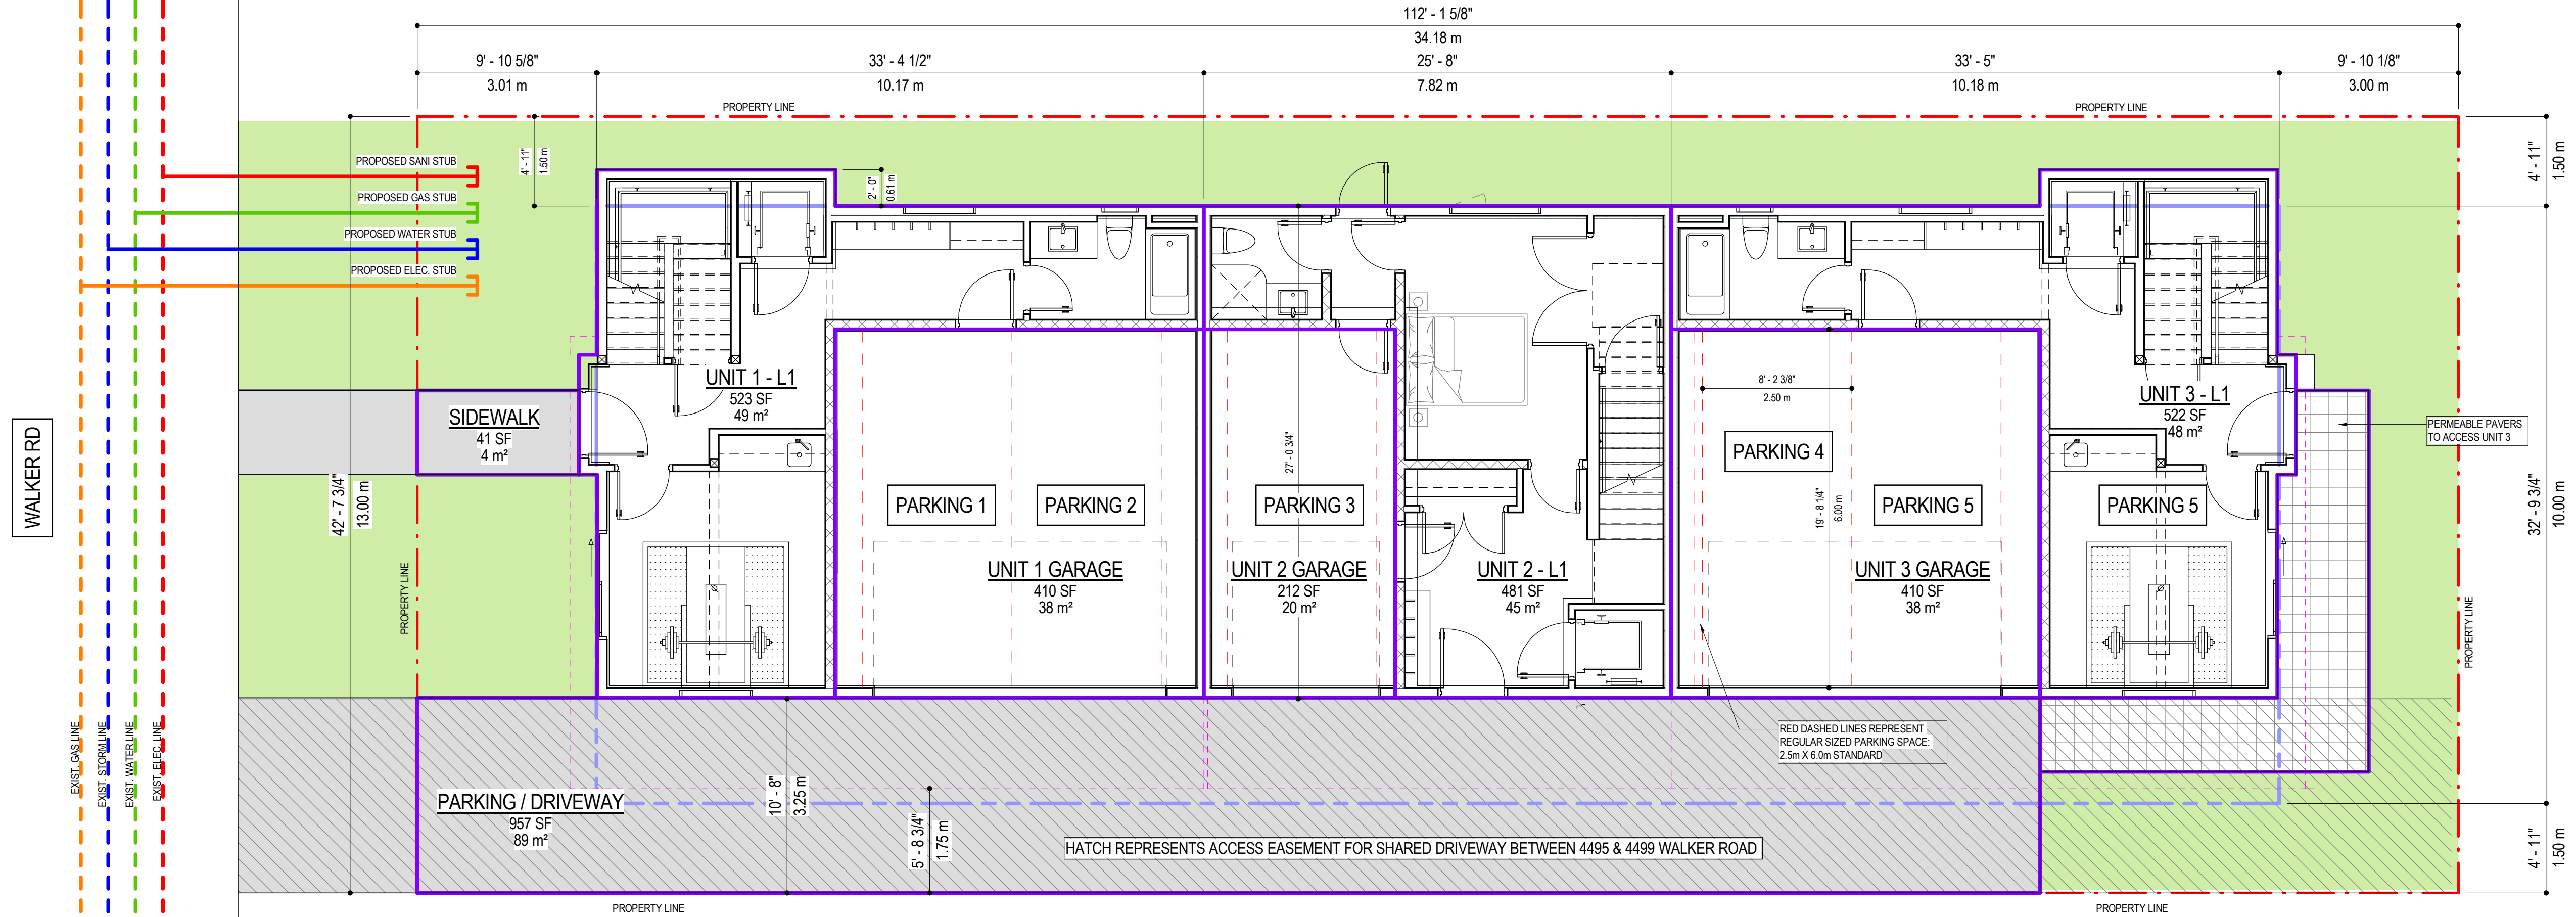 112' - 1 5/8"
34.18 m
9' - 10 5/8"
3.01 m
33' - 4 1/2"
10.17 m
25' - 8"
7.82 m
33' - 5"
10.18 m
9' - 10 1/8"
3.00 m
PROPERTY LINE
PROPERTY LINE
4' - 11"
1.50 m
2' - 0"
0.61 m
4' - 11"
1.50 m
PROPOSED SANI STUB
PROPOSED GAS STUB
PROPOSED WATER STUB
PROPOSED ELEC. STUB
WALKER RD
SIDEWALK
41 SF
4 m²
42' - 7 3/4"
13.00 m
PROPERTY LINE
UNIT 1 - L1
523 SF
49 m²
PARKING 1
PARKING 2
UNIT 1 GARAGE
410 SF
38 m²
27' - 0 3/4"
PARKING 3
UNIT 2 GARAGE
212 SF
20 m²
UNIT 2 - L1
481 SF
45 m²
8' - 2 3/8"
2.50 m
PARKING 4
19' - 8 1/4"
6.00 m
PARKING 5
UNIT 3 GARAGE
410 SF
38 m²
UNIT 3 - L1
522 SF
48 m²
PARKING 5
PERMEABLE PAVERS
TO ACCESS UNIT 3
32' - 9 3/4"
10.00 m
PROPERTY LINE
EXIST. GAS LINE
EXIST. STORM LINE
EXIST. WATER LINE
EXIST. ELEC. LINE
PARKING / DRIVEWAY
957 SF
89 m²
10' - 8"
3.25 m
5' - 8 3/4"
1.75 m
RED DASHED LINES REPRESENT
REGULAR SIZED PARKING SPACE:
2.5m X 6.0m STANDARD
HATCH REPRESENTS ACCESS EASEMENT FOR SHARED DRIVEWAY BETWEEN 4495 & 4499 WALKER ROAD
4' - 11"
1.50 m
PROPERTY LINE
PROPERTY LINE